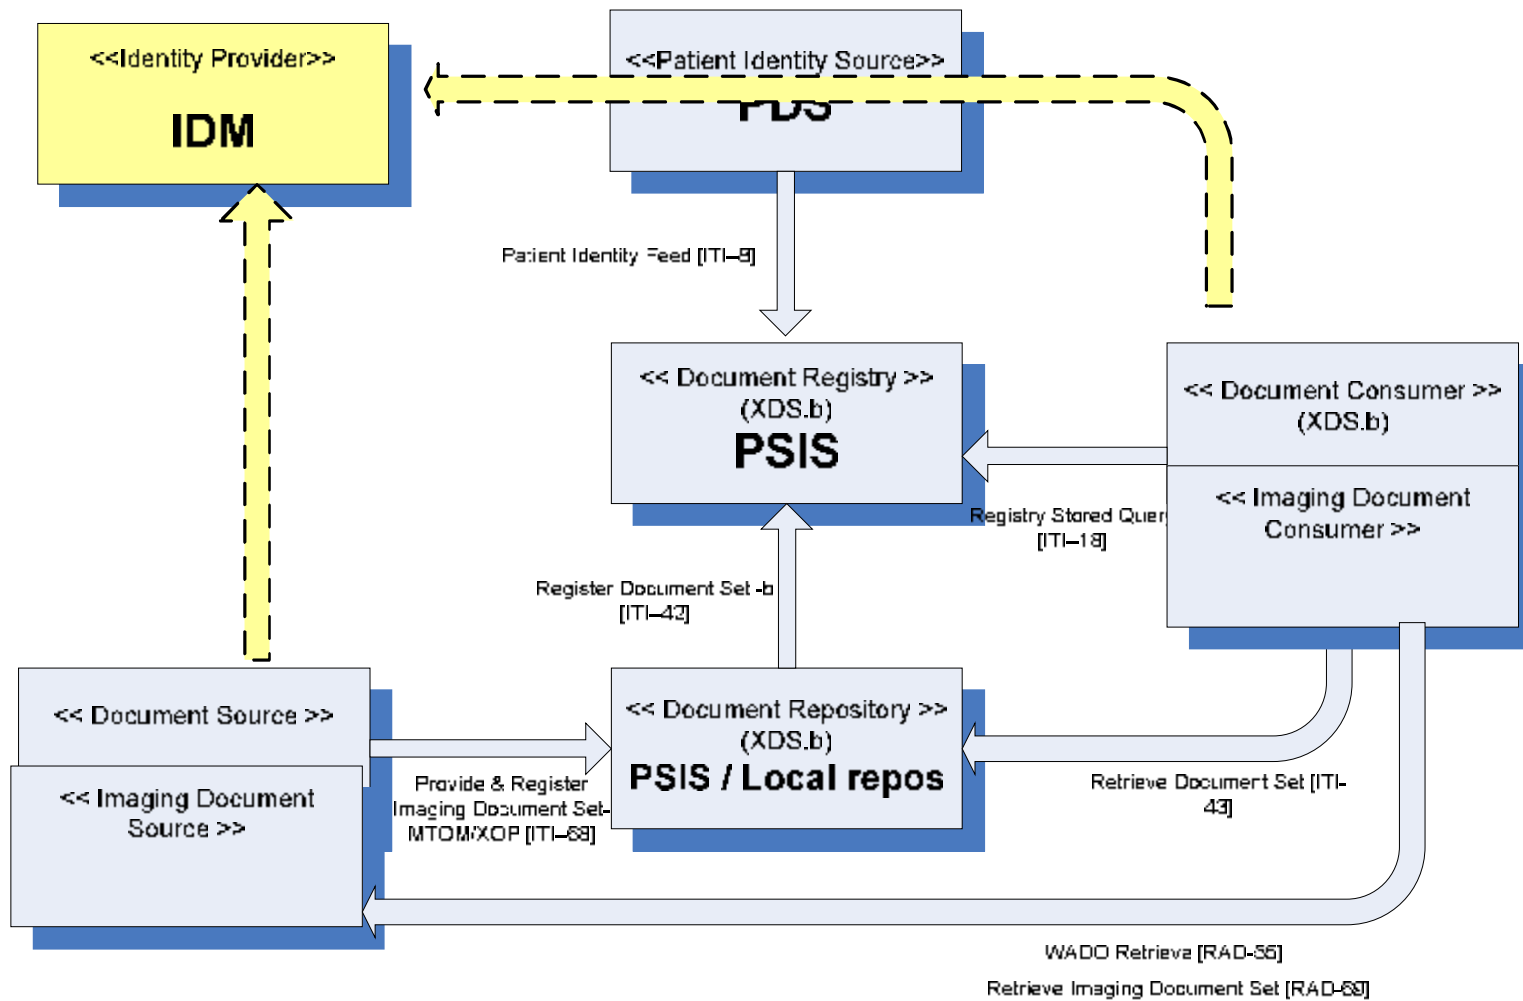 <<Identity Provider>>
IDM
<<Patient Identity Source>>
PDS
Patient Identity Feed [ITI–8]
<< Document Registry >>
(XDS.b)
PSIS
<< Document Consumer >>
(XDS.b)
<< Imaging Document
Consumer >>
Registry Stored Query
[ITI–18]
Register Document Set -b
[ITI–42]
<< Document Source >>
<< Imaging Document
Source >>
Provide & Register
Imaging Document Set-
MTOM/XOP [ITI–68]
<< Document Repository >>
(XDS.b)
PSIS / Local repos
Retrieve Document Set [ITI-
43]
WADO Retrieve [RAD-55]
Retrieve Imaging Document Set [RAD-69]